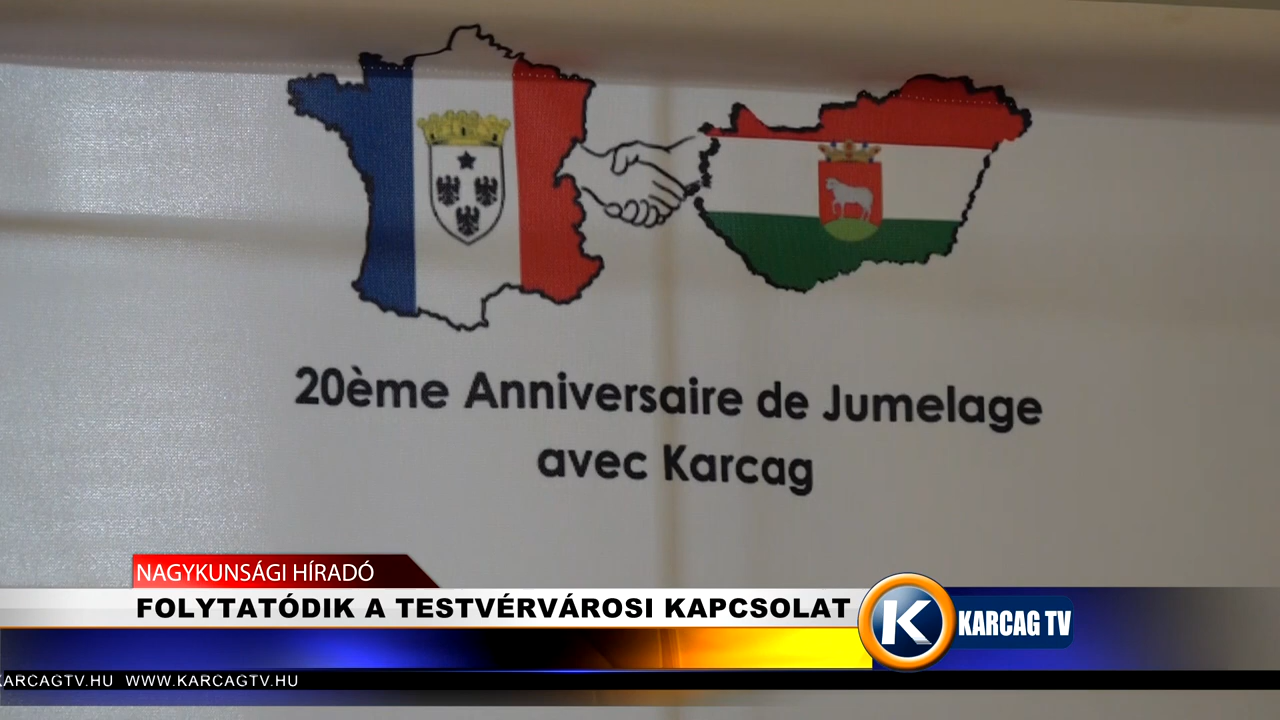 20ème Anniversaire de Jumelage
avec Karcag
NAGYKUNSÁGI HÍRADÓ
FOLYTATÓDIK A TESTVÉRVÁROSI KAPCSOLAT
K KARCAG TV
KARCAGTV.HU WWW.KARCAGTV.HU